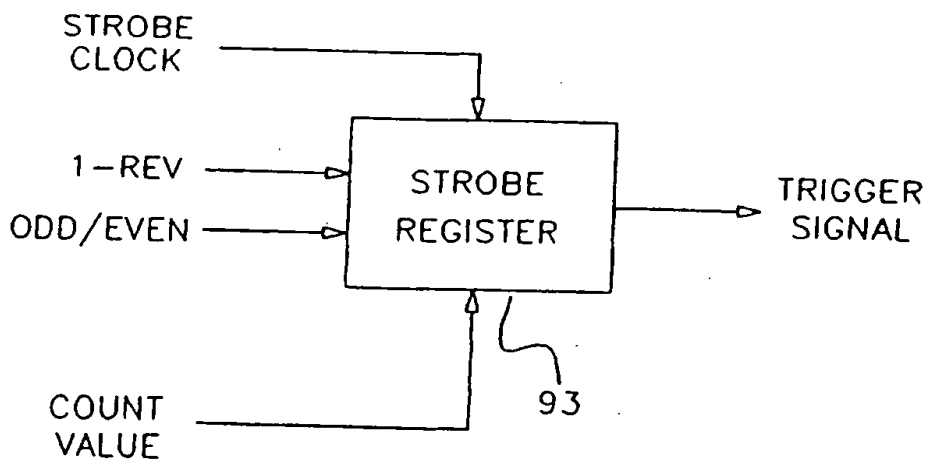 STROBE
CLOCK
1-REV
ODD/EVEN
STROBE
REGISTER
TRIGGER
SIGNAL
93
COUNT
VALUE